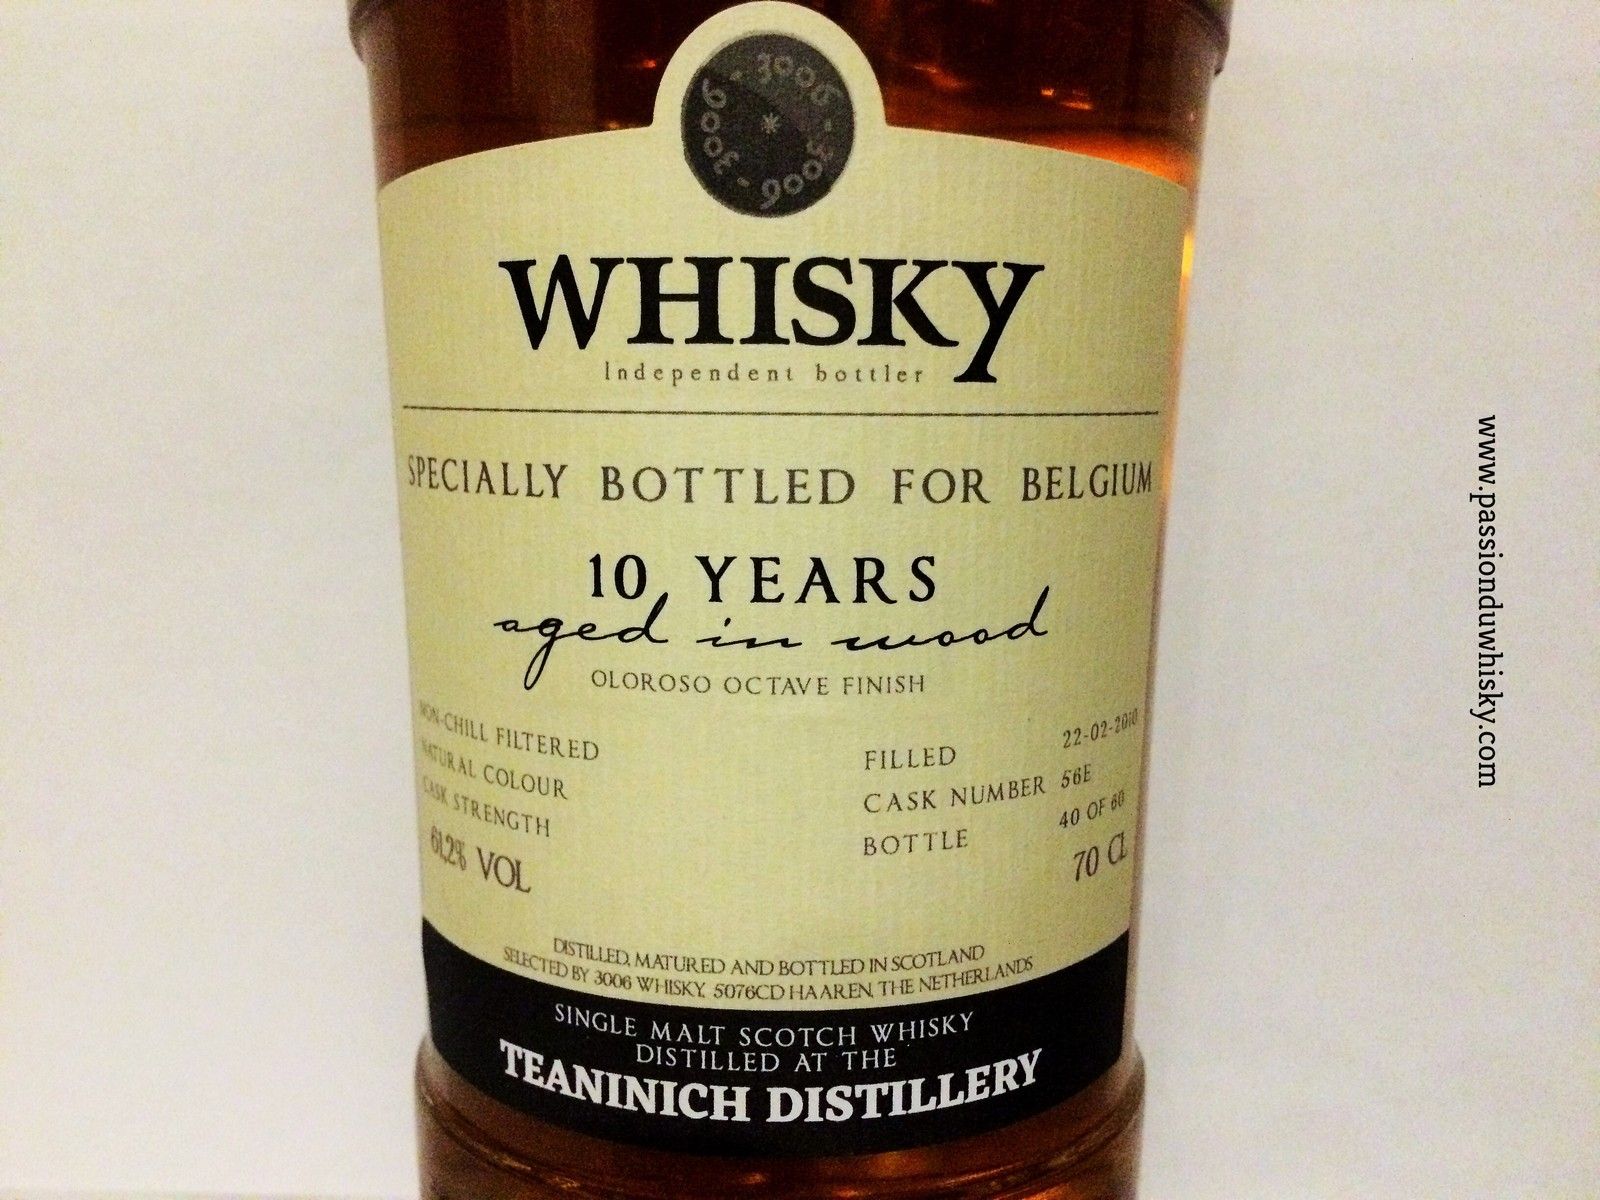 3006 - 3006 - 3006 - 3006 -
WHISKY
Independent bottler
SPECIALLY BOTTLED FOR BELGIUM
10 YEARS
aged in wood
OLOROSO OCTAVE FINISH
NON-CHILL FILTERED
NATURAL COLOUR
CASK STRENGTH
61,2% VOL
FILLED 22-02-2010
CASK NUMBER 56E
BOTTLE 40 OF 60
70 CL
DISTILLED, MATURED AND BOTTLED IN SCOTLAND
SELECTED BY 3006 WHISKY, 5076CD HAAREN, THE NETHERLANDS
SINGLE MALT SCOTCH WHISKY
DISTILLED AT THE
TEANINICH DISTILLERY
www.passionduwhisky.com